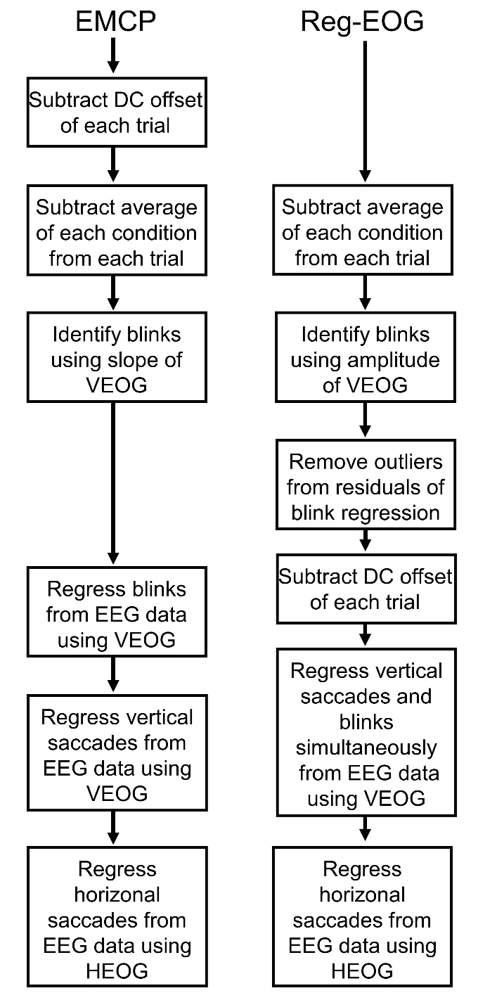 EMCP
Subtract DC offset
of each trial
Subtract average
of each condition
from each trial
Identify blinks
using slope of
VEOG
Regress blinks
from EEG data
using VEOG
Regress vertical
saccades from
EEG data using
VEOG
Regress
horizonal
saccades from
EEG data using
HEOG
Reg-EOG
Subtract average
of each condition
from each trial
Identify blinks
using amplitude
of VEOG
Remove outliers
from residuals of
blink regression
Subtract DC offset
of each trial
Regress vertical
saccades and
blinks
simultaneously
from EEG data
using VEOG
Regress
horizonal
saccades from
EEG data using
HEOG